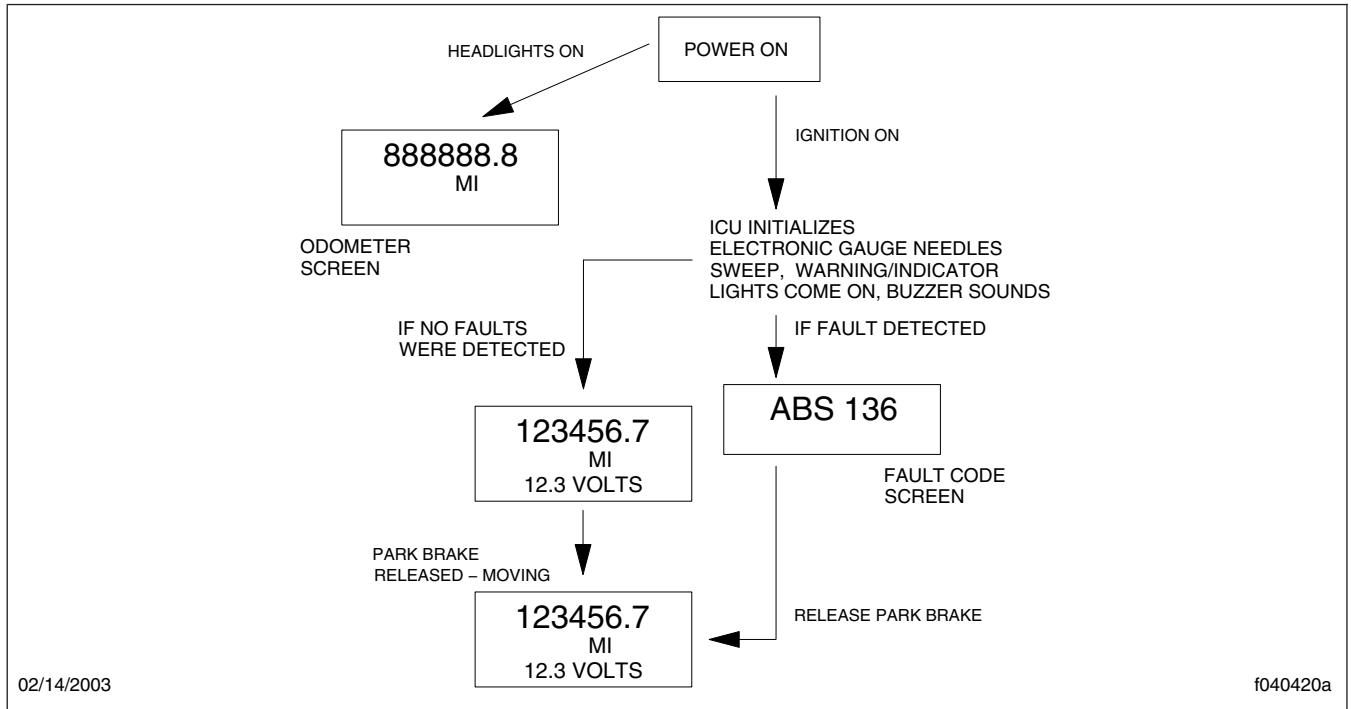 POWER ON
HEADLIGHTS ON
888888.8
MI
ODOMETER
SCREEN
IGNITION ON
ICU INITIALIZES
ELECTRONIC GAUGE NEEDLES
SWEEP, WARNING/INDICATOR
LIGHTS COME ON, BUZZER SOUNDS
IF NO FAULTS
WERE DETECTED
IF FAULT DETECTED
123456.7
MI
12.3 VOLTS
ABS 136
FAULT CODE
SCREEN
PARK BRAKE
RELEASED – MOVING
123456.7
MI
12.3 VOLTS
RELEASE PARK BRAKE
02/14/2003
f040420a